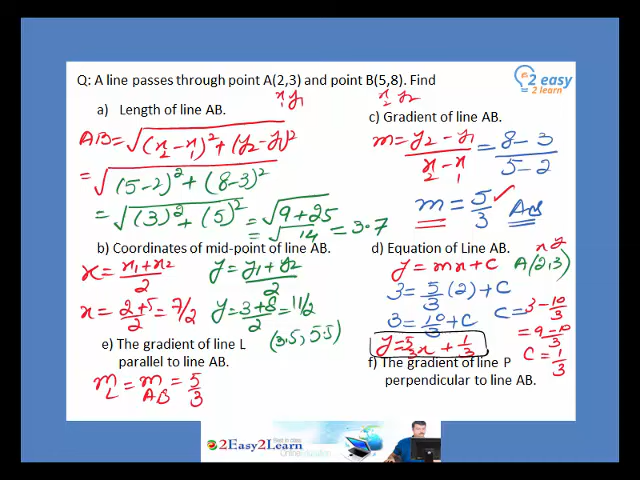 Q: A line passes through point A(2,3) and point B(5,8). Find
2 easy
2 learn
x₁ y₁
x₂ y₂
a) Length of line AB.
AB = √(x₂ − x₁)² + (y₂ − y₁)²
= √(5−2)² + (8−3)²
= √(3)² + (5)² = √9 + 25
= √14 = 3.7
b) Coordinates of mid-point of line AB.
x = x₁ + x₂ / 2 y = y₁ + y₂ / 2
x = 2+5 / 2 = 7/2 y = 3+8 / 2 = 11/2
(3.5, 5.5)
e) The gradient of line L
parallel to line AB.
m_L = m_AB = 5/3
c) Gradient of line AB.
m = y₂ − y₁ / x₂ − x₁ = 8 − 3 / 5 − 2
m = 5/3 ✓ AB
d) Equation of Line AB.
x y
y = mx + c A(2,3)
3 = 5/3 (2) + c
3 = 10/3 + c
c = 3 − 10/3
= 9 − 10 / 3
c = 1/3
y = 5/3 x + 1/3
f) The gradient of line P
perpendicular to line AB.
2Easy2Learn